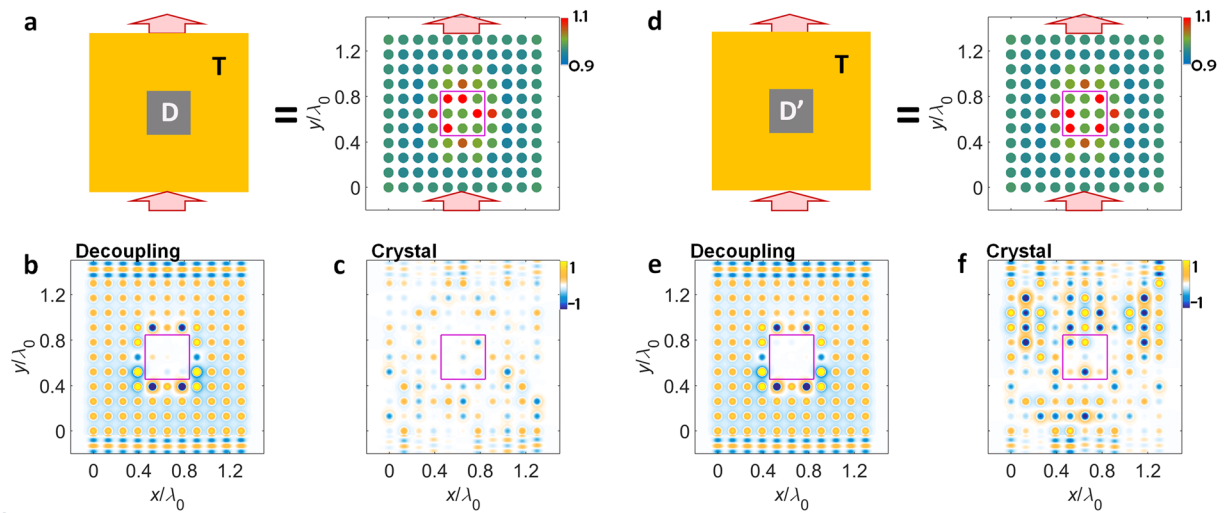 a
T
D
=
y/λ0
1.2
0.8
0.4
0
1.1
0.9
d
T
D’
=
y/λ0
1.2
0.8
0.4
0
1.1
0.9
b
Decoupling
y/λ0
1.2
0.8
0.4
0
0 0.4 0.8 1.2
x/λ0
c
Crystal
1
−1
0 0.4 0.8 1.2
x/λ0
e
Decoupling
y/λ0
1.2
0.8
0.4
0
0 0.4 0.8 1.2
x/λ0
f
Crystal
1
−1
0 0.4 0.8 1.2
x/λ0